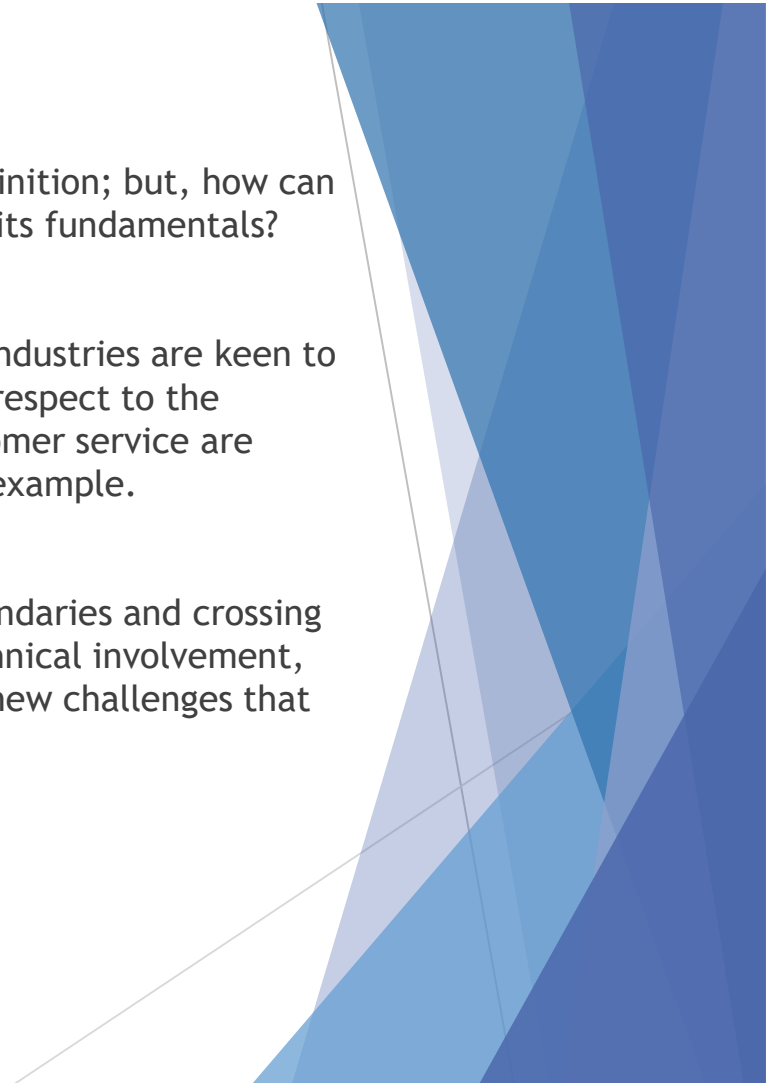 inition; but, how can
its fundamentals?
ndustries are keen to
respect to the
omer service are
example.
ndaries and crossing
hnical involvement,
new challenges that